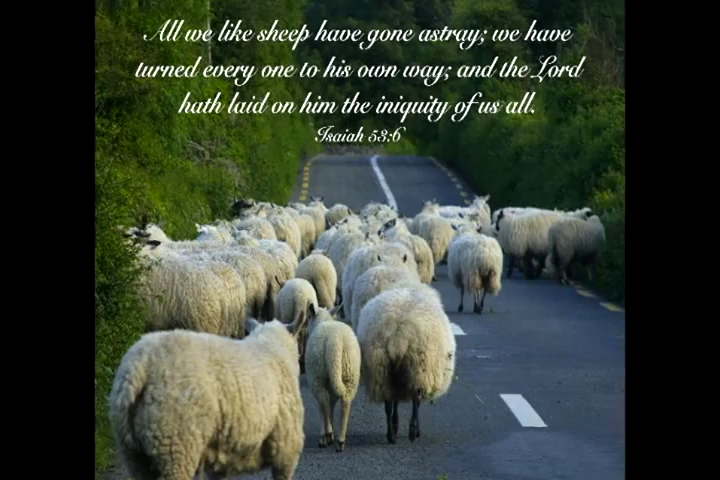 All we like sheep have gone astray; we have
turned every one to his own way; and the Lord
hath laid on him the iniquity of us all.
Isaiah 53:6